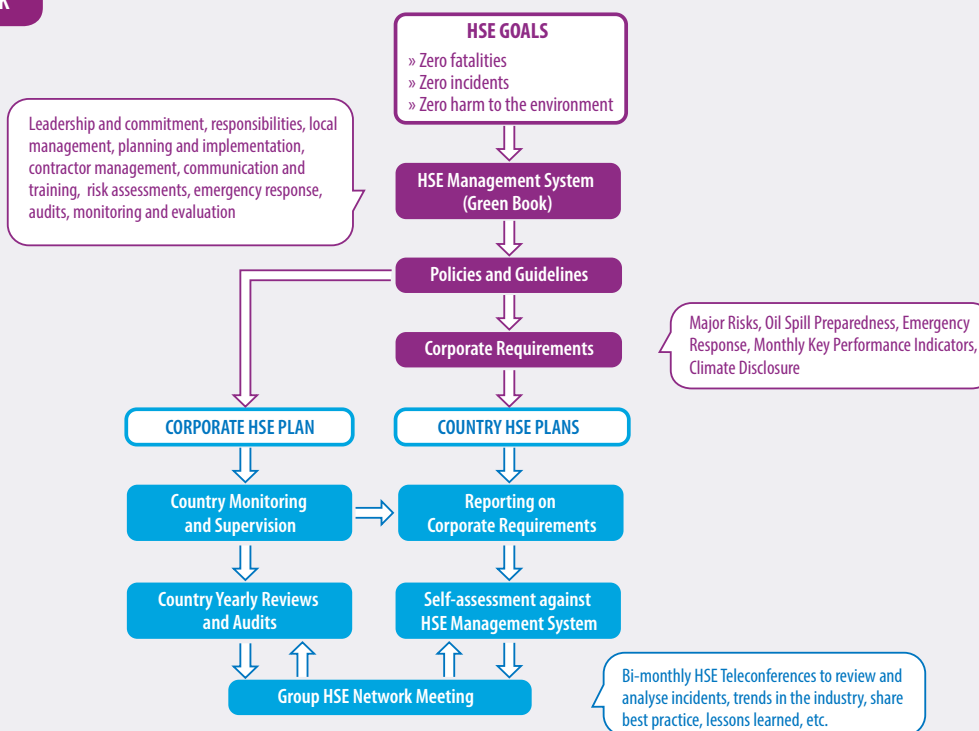 HSE GOALS
» Zero fatalities
» Zero incidents
» Zero harm to the environment
Leadership and commitment, responsibilities, local
management, planning and implementation,
contractor management, communication and
training, risk assessments, emergency response,
audits, monitoring and evaluation
HSE Management System
(Green Book)
Policies and Guidelines
Corporate Requirements
Major Risks, Oil Spill Preparedness, Emergency
Response, Monthly Key Performance Indicators,
Climate Disclosure
CORPORATE HSE PLAN
COUNTRY HSE PLANS
Country Monitoring
and Supervision
Reporting on
Corporate Requirements
Country Yearly Reviews
and Audits
Self-assessment against
HSE Management System
Group HSE Network Meeting
Bi-monthly HSE Teleconferences to review and
analyse incidents, trends in the industry, share
best practice, lessons learned, etc.